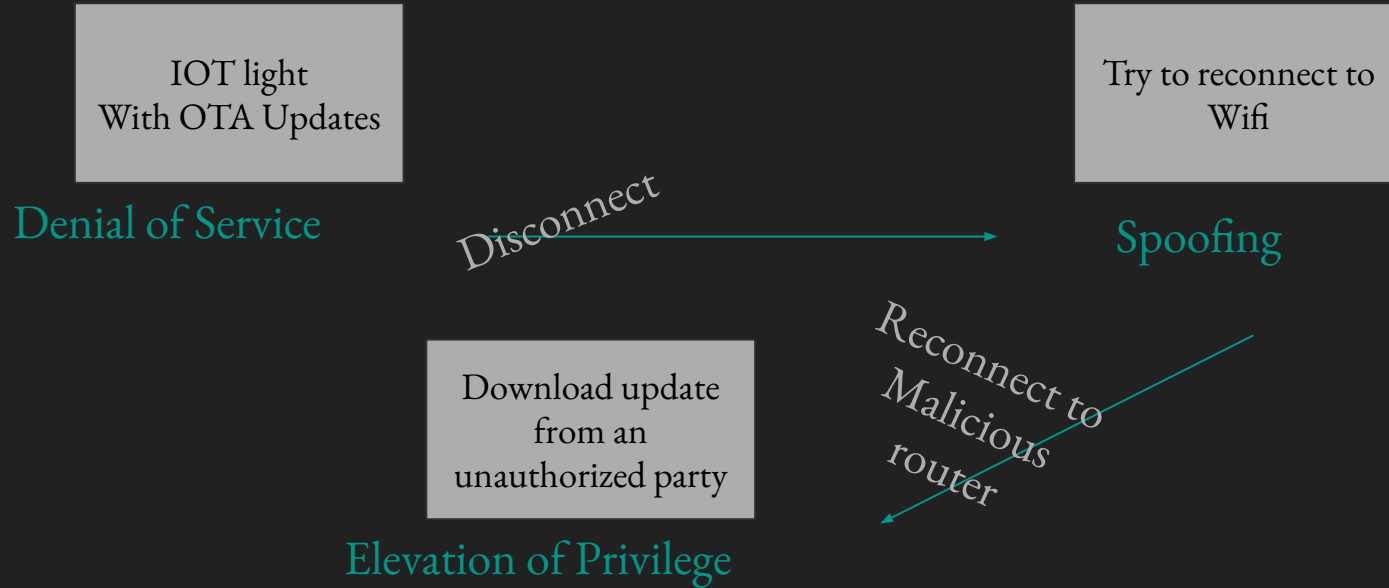 IOT light
With OTA Updates
Denial of Service
Disconnect
Try to reconnect to
Wifi
Spoofing
Reconnect to
Malicious
router
Download update
from an
unauthorized party
Elevation of Privilege